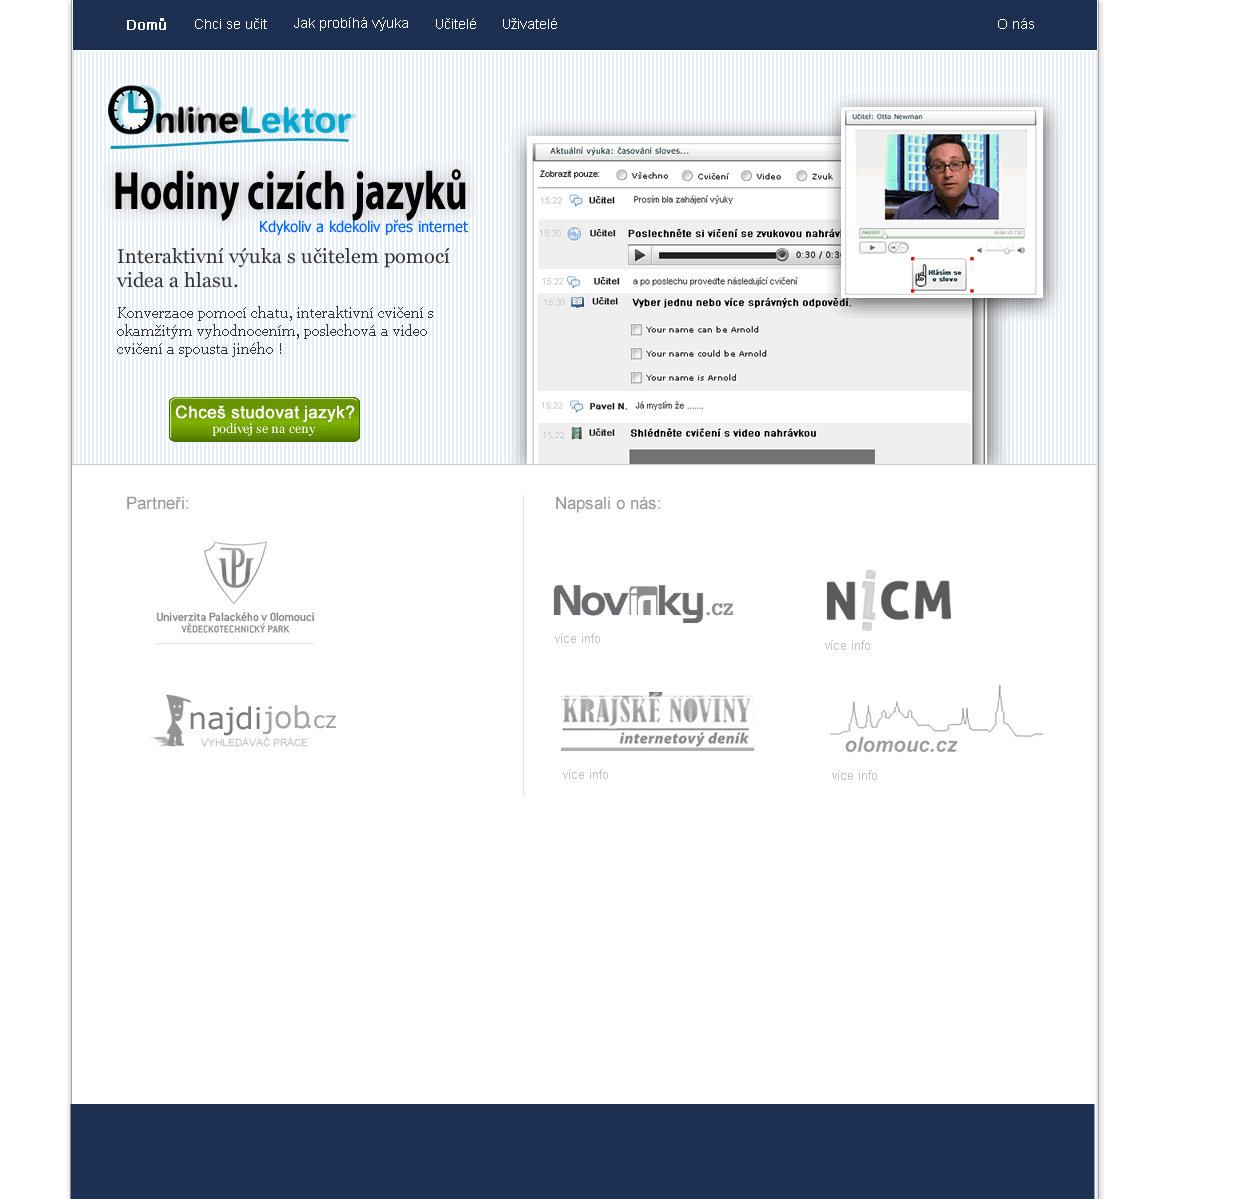 Domů Chci se učit Jak probíhá výuka Učitelé Uživatelé O nás
OnlineLektor
Hodiny cizích jazyků
Kdykoliv a kdekoliv přes internet
Interaktivní výuka s učitelem pomocí
videa a hlasu.
Konverzace pomocí chatu, interaktivní cvičení s
okamžitým vyhodnocením, poslechová a video
cvičení a spousta jiného !
Chceš studovat jazyk?
podívej se na ceny
Aktuální výuka: časování sloves...
Zobrazit pouze: Všechno Cvičení Video Zvuk
15:22 Učitel Prosím bla zahájení výuky
15:30 Učitel Poslechněte si vičení se zvukovou nahráv
0:30 / 0:3
15:22 Učitel a po poslechu proveďte následující cvičení
15:30 Učitel Vyber jednu nebo více správných odpovědí.
Your name can be Arnold
Your name could be Arnold
Your name is Arnold
15:22 Pavel N. Já myslím že .......
15:22 Učitel Shlédněte cvičení s video nahrávkou
Učitel: Otto Newman
PAUSED
Hlásím se
o slovo
Partneři:
UP
Univerzita Palackého v Olomouci
VĚDECKOTECHNICKÝ PARK
najdijob.cz
VYHLEDÁVAČ PRÁCE
Napsali o nás:
Novinky.cz
více info
NiCM
více info
KRAJSKÉ NOVINY
internetový deník
více info
olomouc.cz
více info